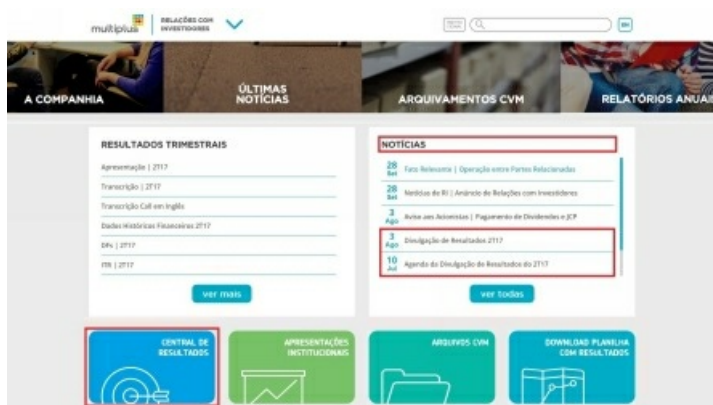 multiplus
RELAÇÕES COM
INVESTIDORES
EN
A COMPANHIA
ÚLTIMAS
NOTÍCIAS
ARQUIVAMENTOS CVM
RELATÓRIOS ANUAIS
RESULTADOS TRIMESTRAIS
Apresentação | 2T17
Transcrição | 2T17
Transcrição Call em Inglês
Dados Históricos Financeiros 2T17
DFs | 2T17
ITR | 2T17
ver mais
NOTÍCIAS
28
Set
Fato Relevante | Operação entre Partes Relacionadas
28
Set
Notícias de RI | Anúncio de Relações com Investidores
3
Ago
Aviso aos Acionistas | Pagamento de Dividendos e JCP
3
Ago
Divulgação de Resultados 2T17
10
Jul
Agenda da Divulgação de Resultados do 2T17
ver todas
CENTRAL DE
RESULTADOS
APRESENTAÇÕES
INSTITUCIONAIS
ARQUIVOS CVM
DOWNLOAD PLANILHA
COM RESULTADOS